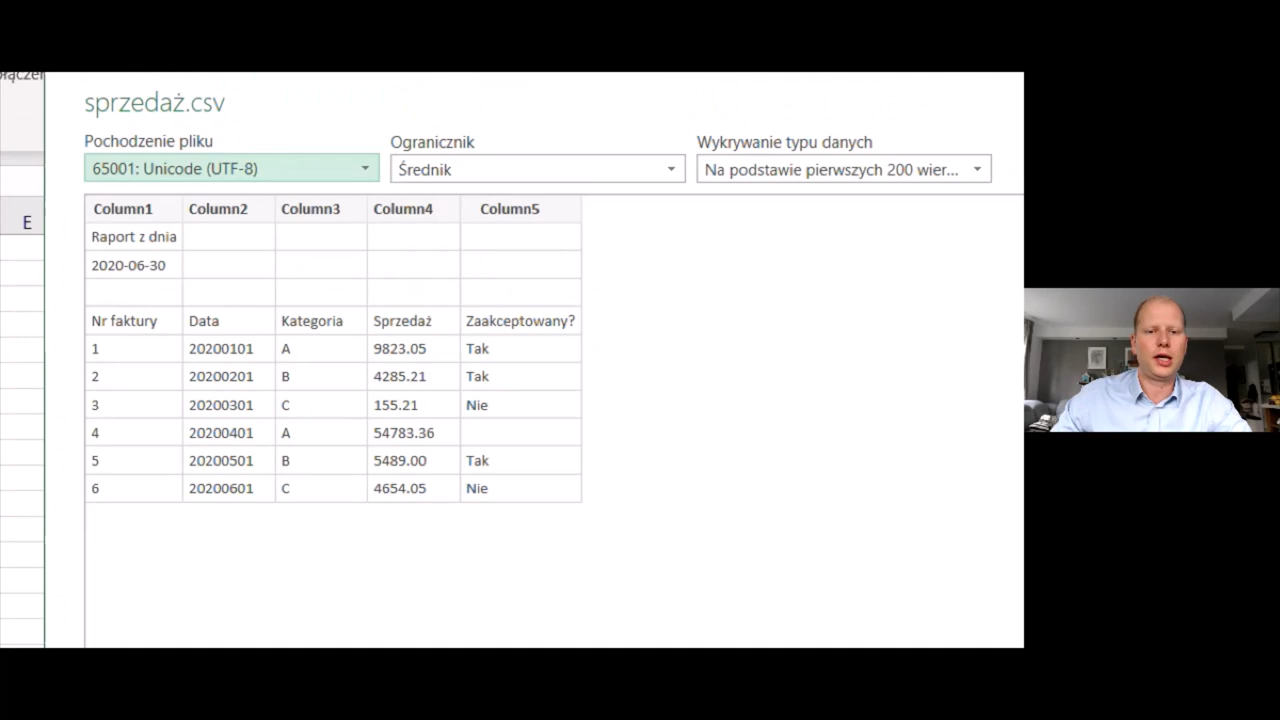 sprzedaż.csv
Pochodzenie pliku Ogranicznik Wykrywanie typu danych
65001: Unicode (UTF-8) Średnik Na podstawie pierwszych 200 wier...
E
Column1 Column2 Column3 Column4 Column5
Raport z dnia
2020-06-30
Nr faktury Data Kategoria Sprzedaż Zaakceptowany?
1 20200101 A 9823.05 Tak
2 20200201 B 4285.21 Tak
3 20200301 C 155.21 Nie
4 20200401 A 54783.36
5 20200501 B 5489.00 Tak
6 20200601 C 4654.05 Nie